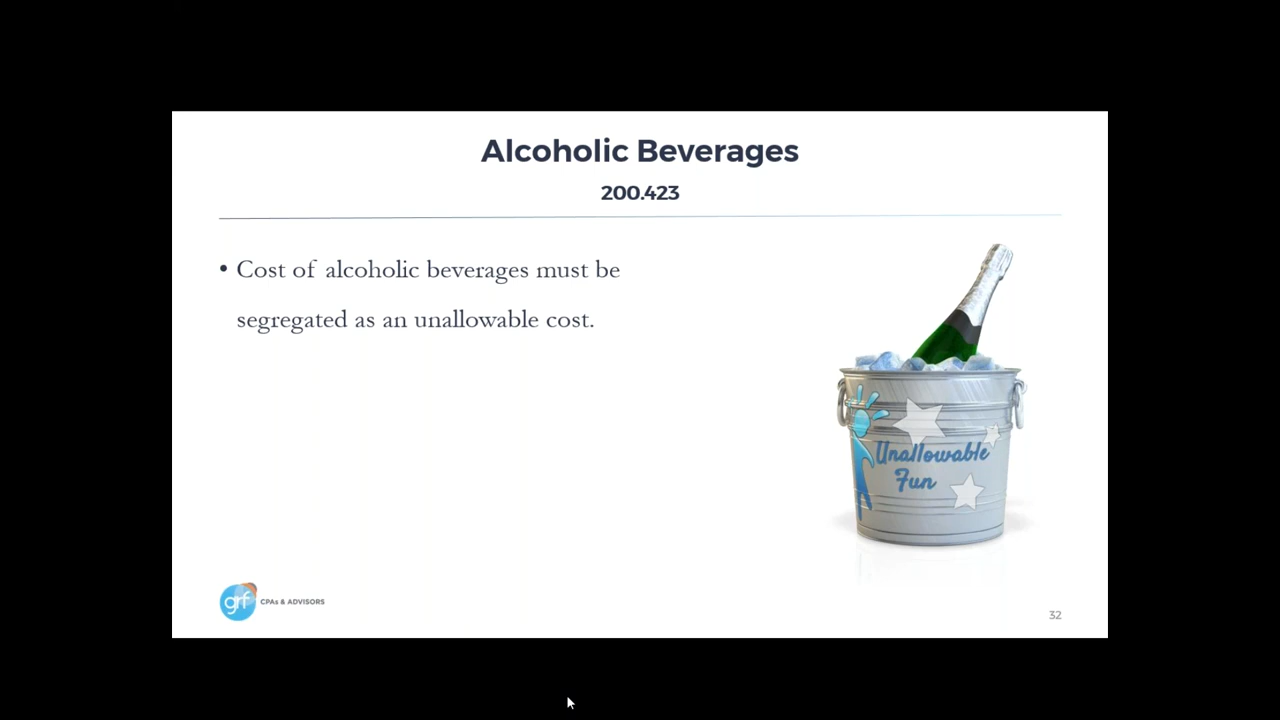 Alcoholic Beverages
200.423
• Cost of alcoholic beverages must be
segregated as an unallowable cost.
Unallowable
Fun
grf CPAs & ADVISORS
32